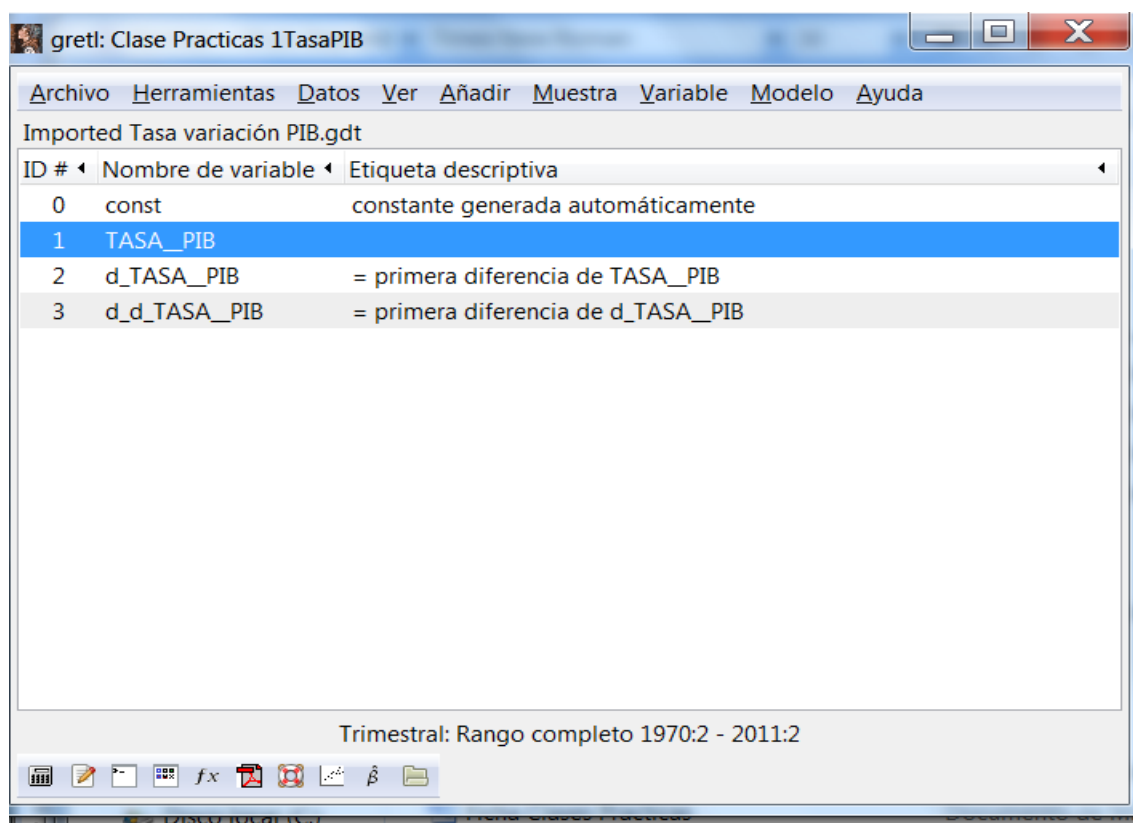 gretl: Clase Practicas 1TasaPIB
Archivo Herramientas Datos Ver Añadir Muestra Variable Modelo Ayuda
Imported Tasa variación PIB.gdt
ID # Nombre de variable Etiqueta descriptiva
0 const constante generada automáticamente
1 TASA__PIB
2 d_TASA__PIB = primera diferencia de TASA__PIB
3 d_d_TASA__PIB = primera diferencia de d_TASA__PIB
Trimestral: Rango completo 1970:2 - 2011:2
fx β̂